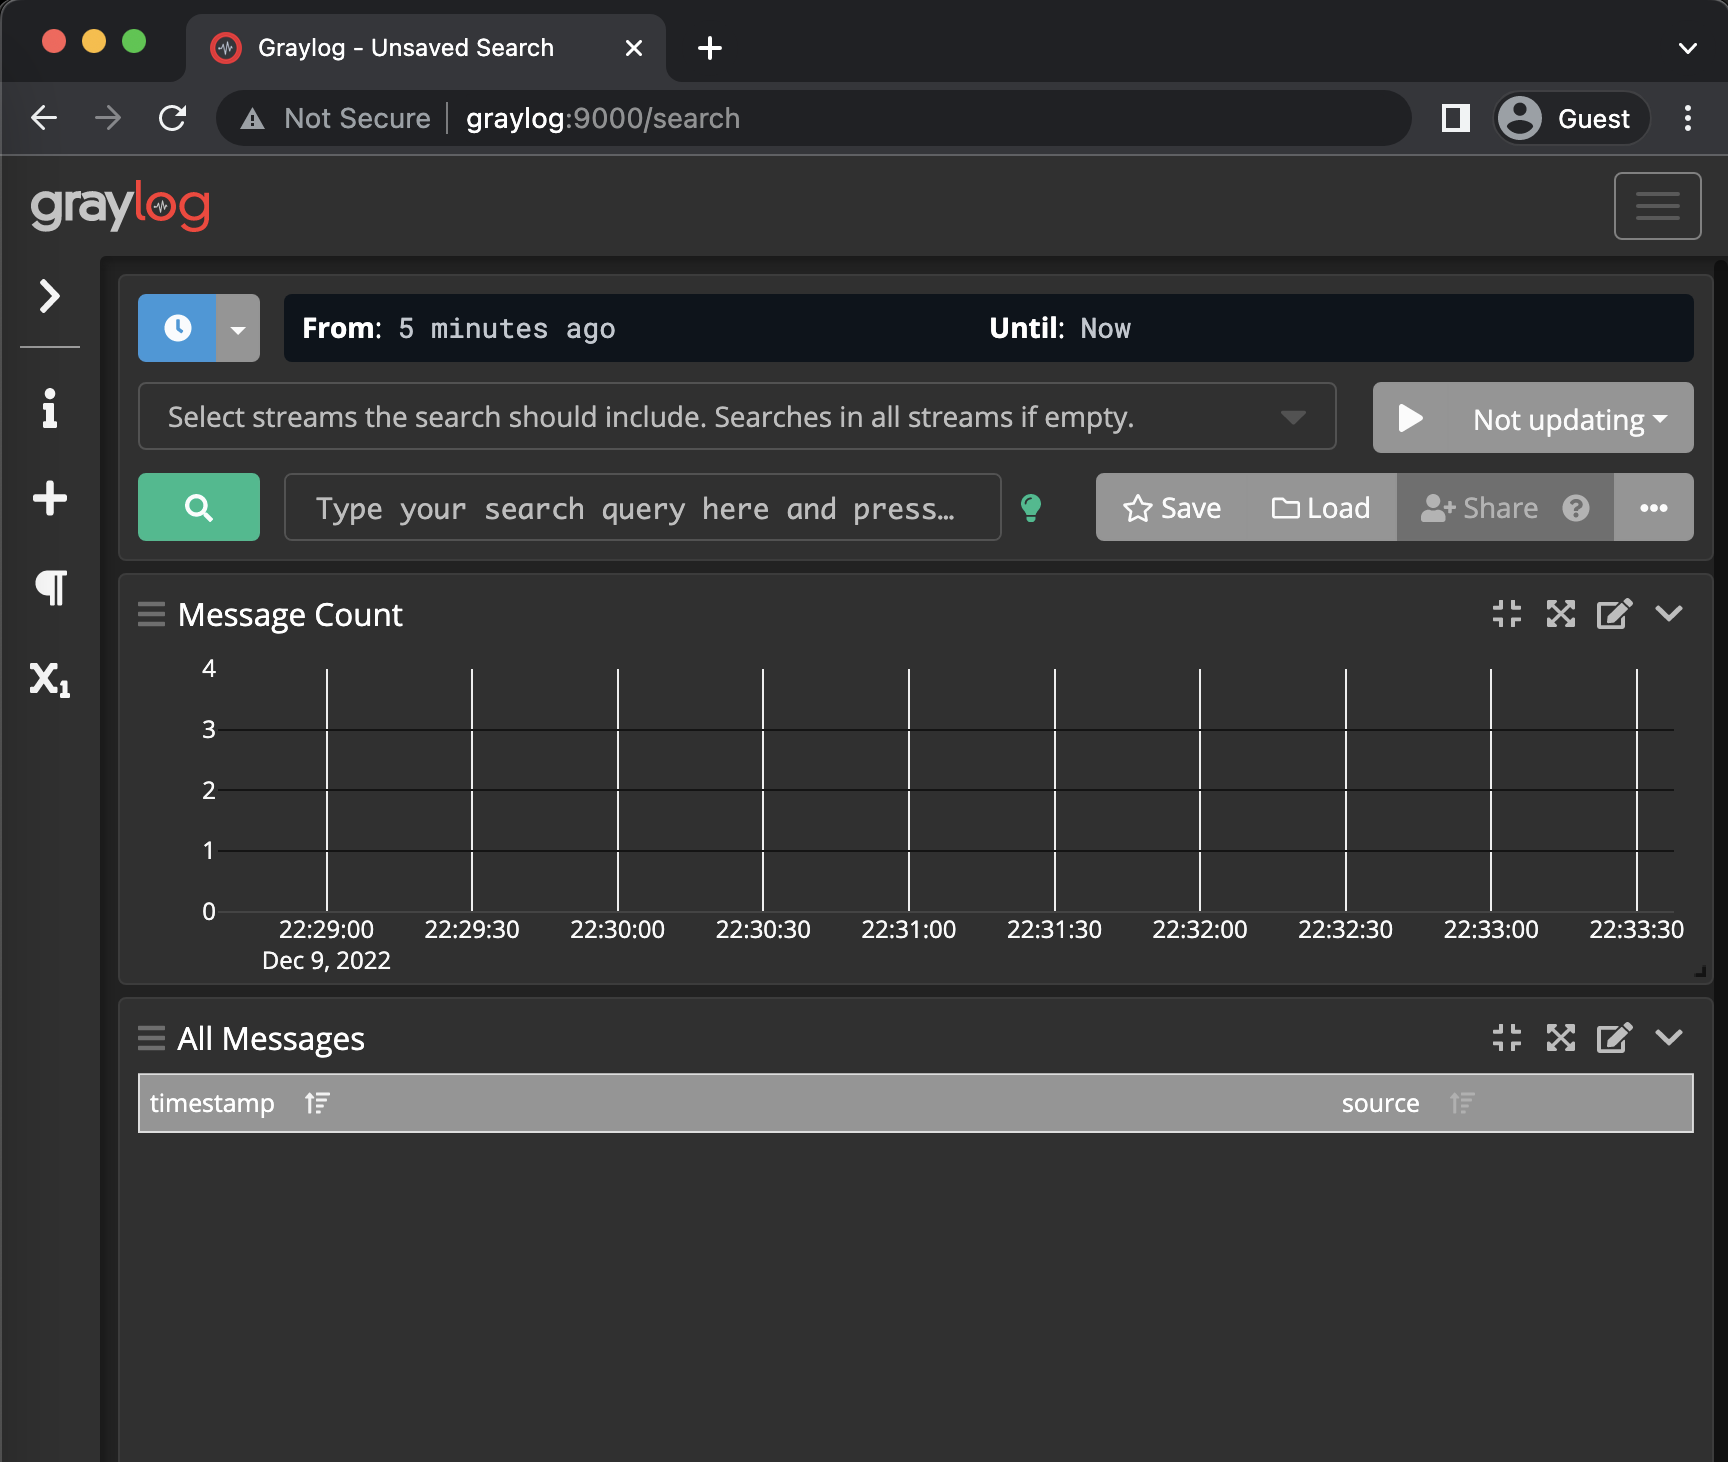 Graylog - Unsaved Search
Not Secure graylog:9000/search Guest
graylog
From: 5 minutes ago Until: Now
Select streams the search should include. Searches in all streams if empty. Not updating
Type your search query here and press... Save Load Share
Message Count
4
3
2
1
0
22:29:00 22:29:30 22:30:00 22:30:30 22:31:00 22:31:30 22:32:00 22:32:30 22:33:00 22:33:30
Dec 9, 2022
All Messages
timestamp source